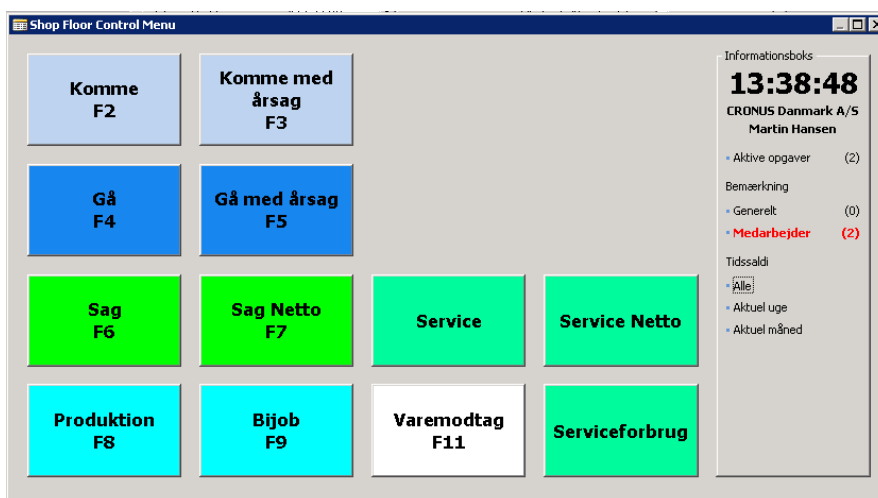 Shop Floor Control Menu
Komme
F2
Komme med
årsag
F3
Gå
F4
Gå med årsag
F5
Sag
F6
Sag Netto
F7
Service
Service Netto
Produktion
F8
Bijob
F9
Varemodtag
F11
Serviceforbrug
Informationsboks
13:38:48
CRONUS Danmark A/S
Martin Hansen
Aktive opgaver (2)
Bemærkning
Generelt (0)
Medarbejder (2)
Tidssaldi
Alle
Aktuel uge
Aktuel måned